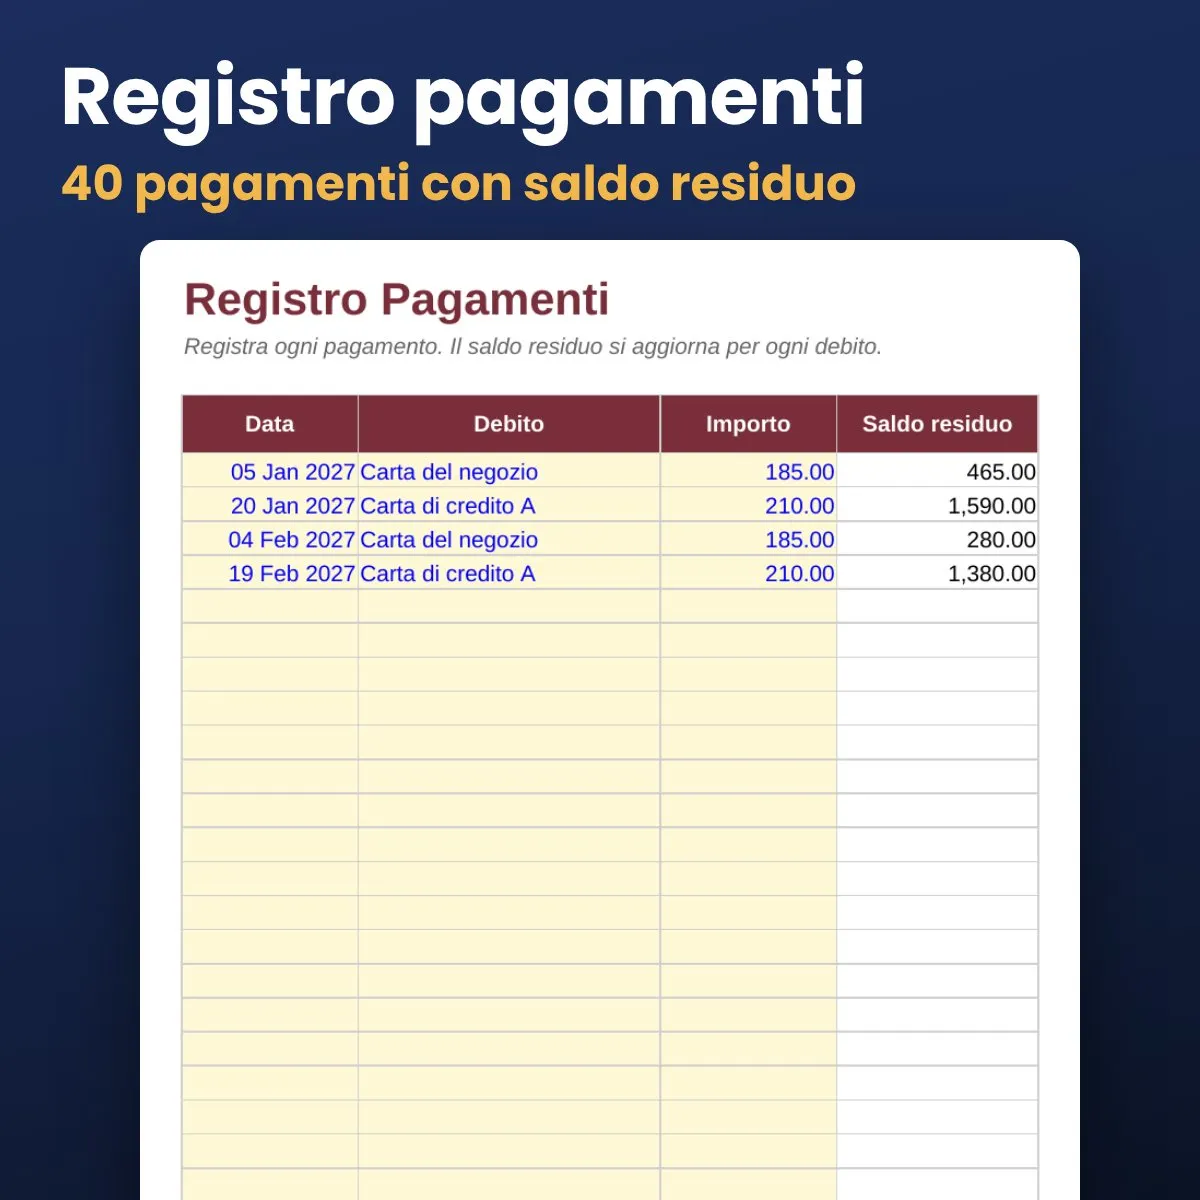 Registro pagamenti
40 pagamenti con saldo residuo
Registro Pagamenti
Registra ogni pagamento. Il saldo residuo si aggiorna per ogni debito.
Data Debito Importo Saldo residuo
05 Jan 2027 Carta del negozio 185.00 465.00
20 Jan 2027 Carta di credito A 210.00 1,590.00
04 Feb 2027 Carta del negozio 185.00 280.00
19 Feb 2027 Carta di credito A 210.00 1,380.00